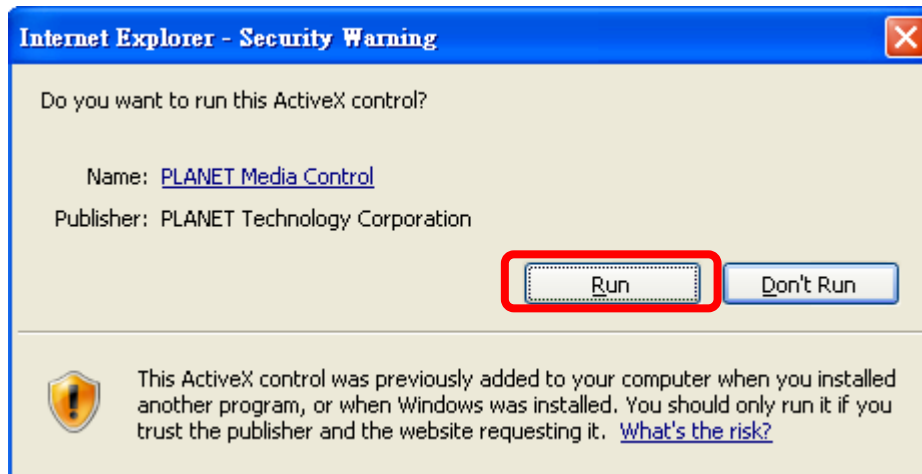 Internet Explorer - Security Warning
Do you want to run this ActiveX control?
Name: PLANET Media Control
Publisher: PLANET Technology Corporation
Run Don't Run
This ActiveX control was previously added to your computer when you installed
another program, or when Windows was installed. You should only run it if you
trust the publisher and the website requesting it. What's the risk?